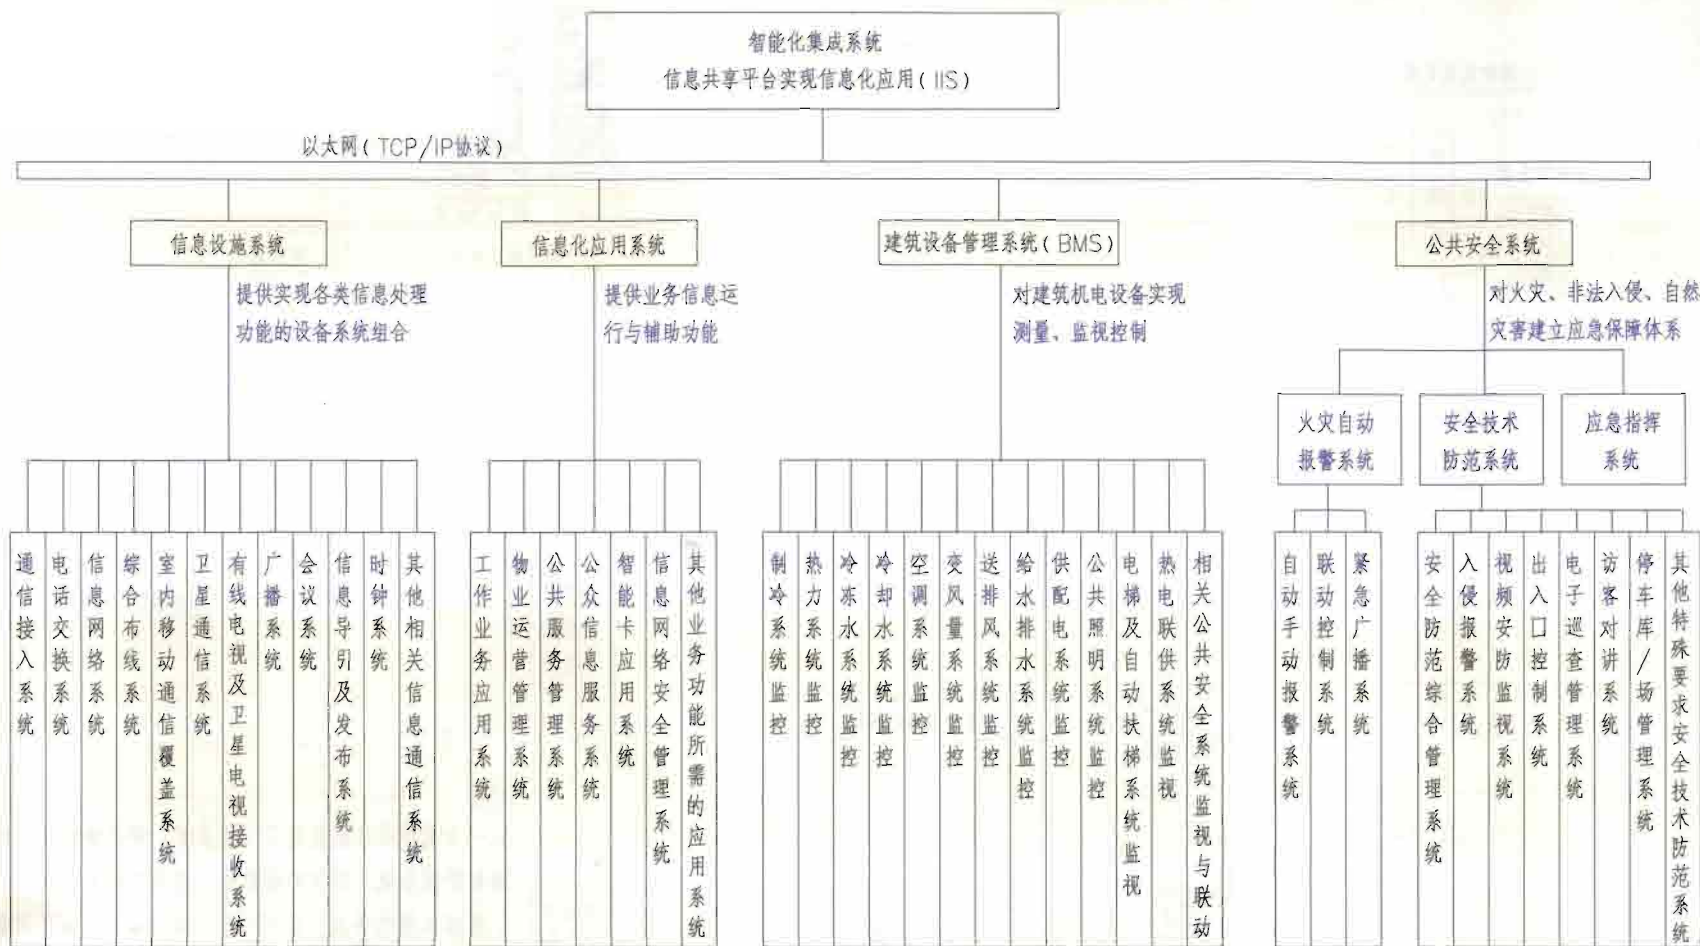 智能化集成系统
信息共享平台实现信息化应用(IIS)
以太网(TCP/IP协议)
信息设施系统
信息化应用系统
建筑设备管理系统(BMS)
公共安全系统
提供实现各类信息处理
功能的设备系统组合
提供业务信息运
行与辅助功能
对建筑机电设备实现
测量、监视控制
对火灾、非法入侵、自然
灾害建立应急保障体系
火灾自动
报警系统
安全技术
防范系统
应急指挥
系统
通信接入系统
电话交换系统
信息网络系统
综合布线系统
室内移动通信覆盖系统
卫星通信系统
有线电视及卫星电视接收系统
广播系统
会议系统
信息导引及发布系统
时钟系统
其他相关信息通信系统
工作业务应用系统
物业运营管理系统
公共服务管理系统
公众信息服务系统
智能卡应用系统
信息网络安全管理系统
其他业务功能所需的应用系统
制冷系统监控
热力系统监控
冷冻水系统监控
冷却水系统监控
空调系统监控
变风量系统监控
送排风系统监控
给水排水系统监控
供配电系统监控
公共照明系统监控
电梯及自动扶梯系统监视
热电联供系统监视
相关公共安全系统监视与联动
自动手动报警系统
联动控制系统
紧急广播系统
安全防范综合管理系统
入侵报警系统
视频安防监视系统
出入口控制系统
电子巡查管理系统
访客对讲系统
停车库/场管理系统
其他特殊要求安全技术防范系统